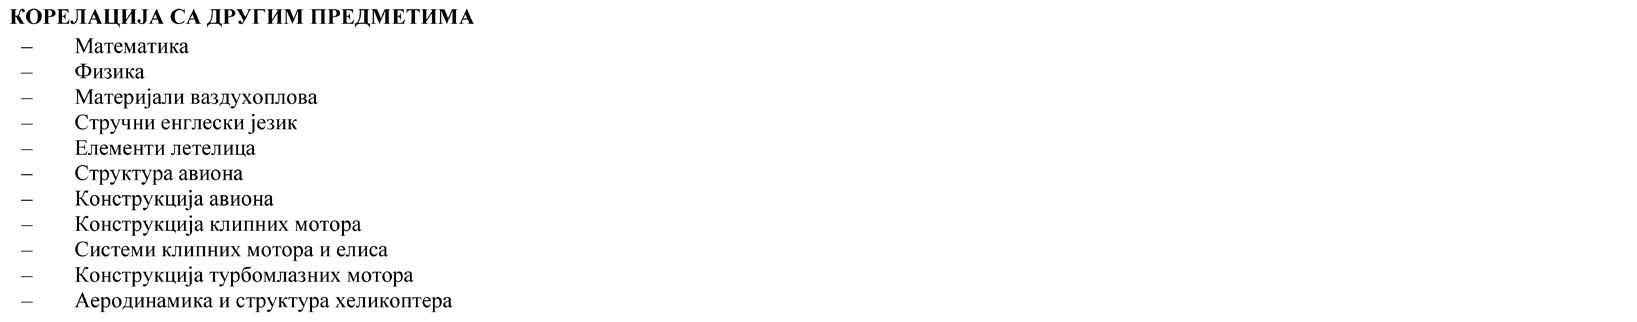 КОРЕЛАЦИЈА СА ДРУГИМ ПРЕДМЕТИМА
– Математика
– Физика
– Материјали ваздухоплова
– Стручни енглески језик
– Елементи летелица
– Структура авиона
– Конструкција авиона
– Конструкција клипних мотора
– Системи клипних мотора и елиса
– Конструкција турбомлазних мотора
– Аеродинамика и структура хеликоптера